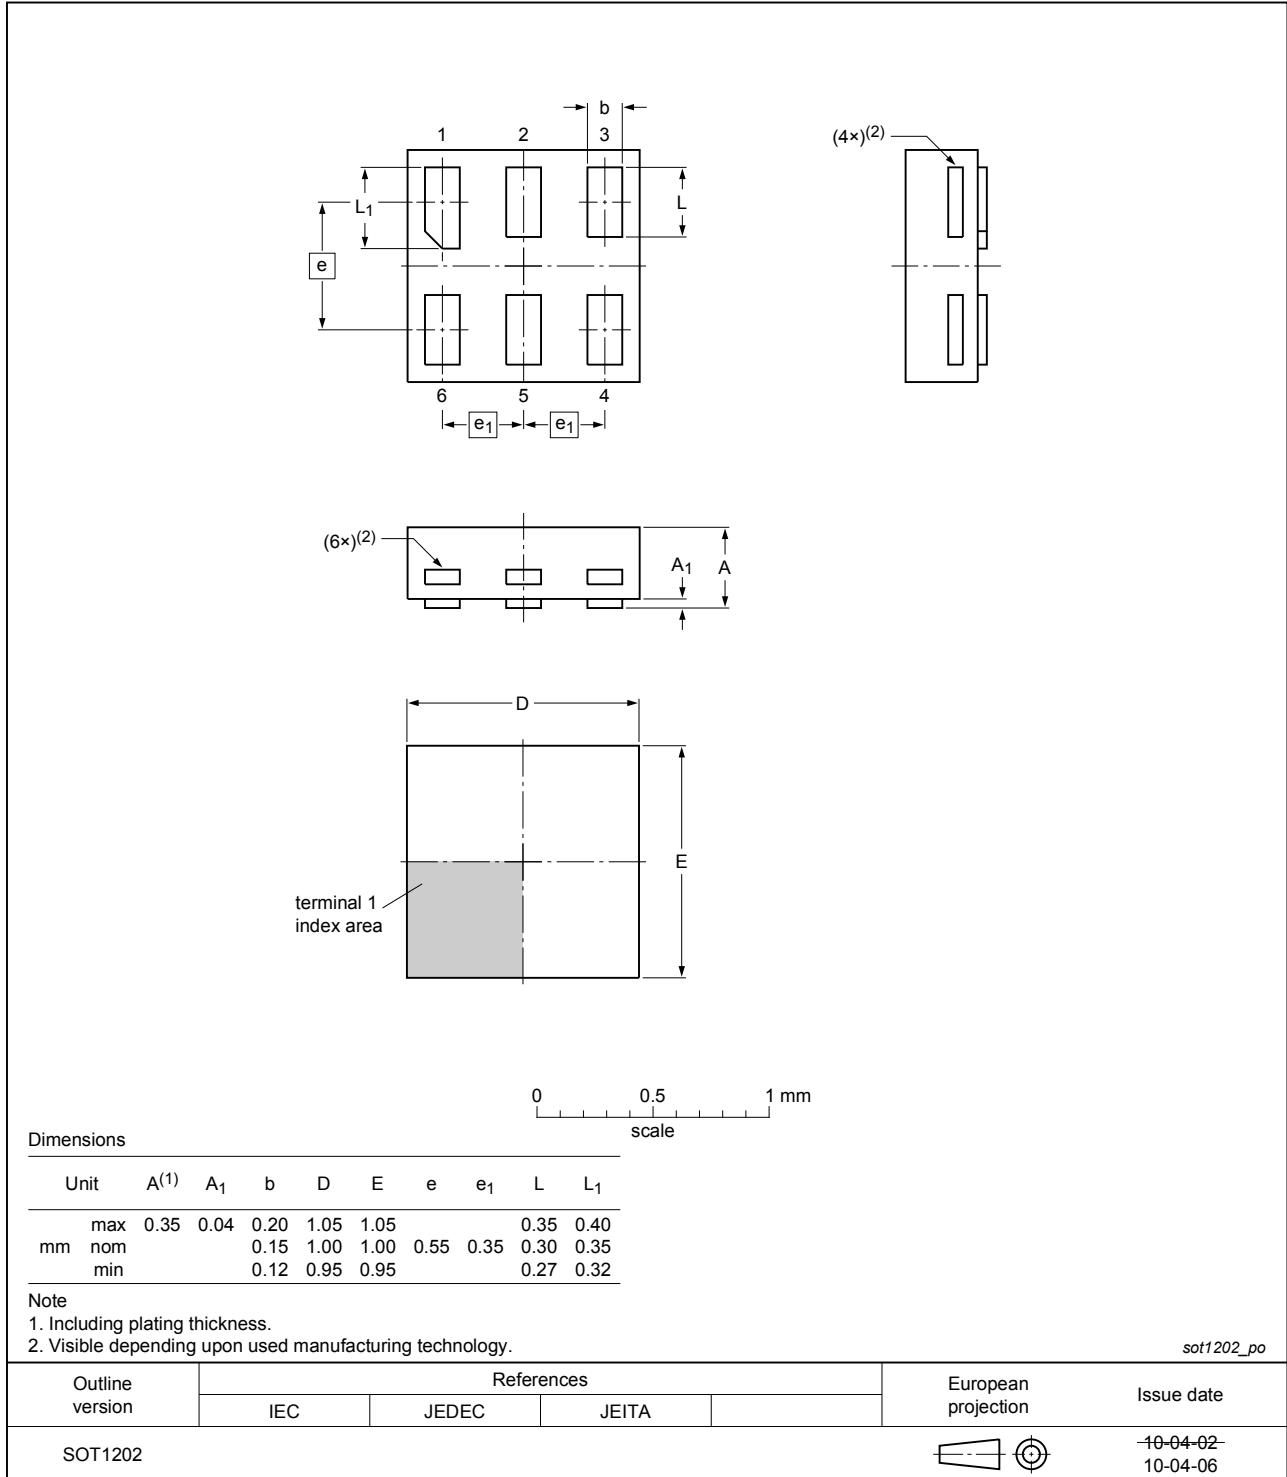 b
1 2 3
(4×)(2)
L1
L
e
6 5 4
e1 e1
(6×)(2)
A1 A
D
E
terminal 1
index area
0 0.5 1 mm
scale
Dimensions
Unit A(1) A1 b D E e e1 L L1
max 0.35 0.04 0.20 1.05 1.05 0.35 0.40
mm nom 0.15 1.00 1.00 0.55 0.35 0.30 0.35
min 0.12 0.95 0.95 0.27 0.32
Note
1. Including plating thickness.
2. Visible depending upon used manufacturing technology.
sot1202_po
Outline version
References
European projection
Issue date
IEC JEDEC JEITA
SOT1202
10-04-02
10-04-06